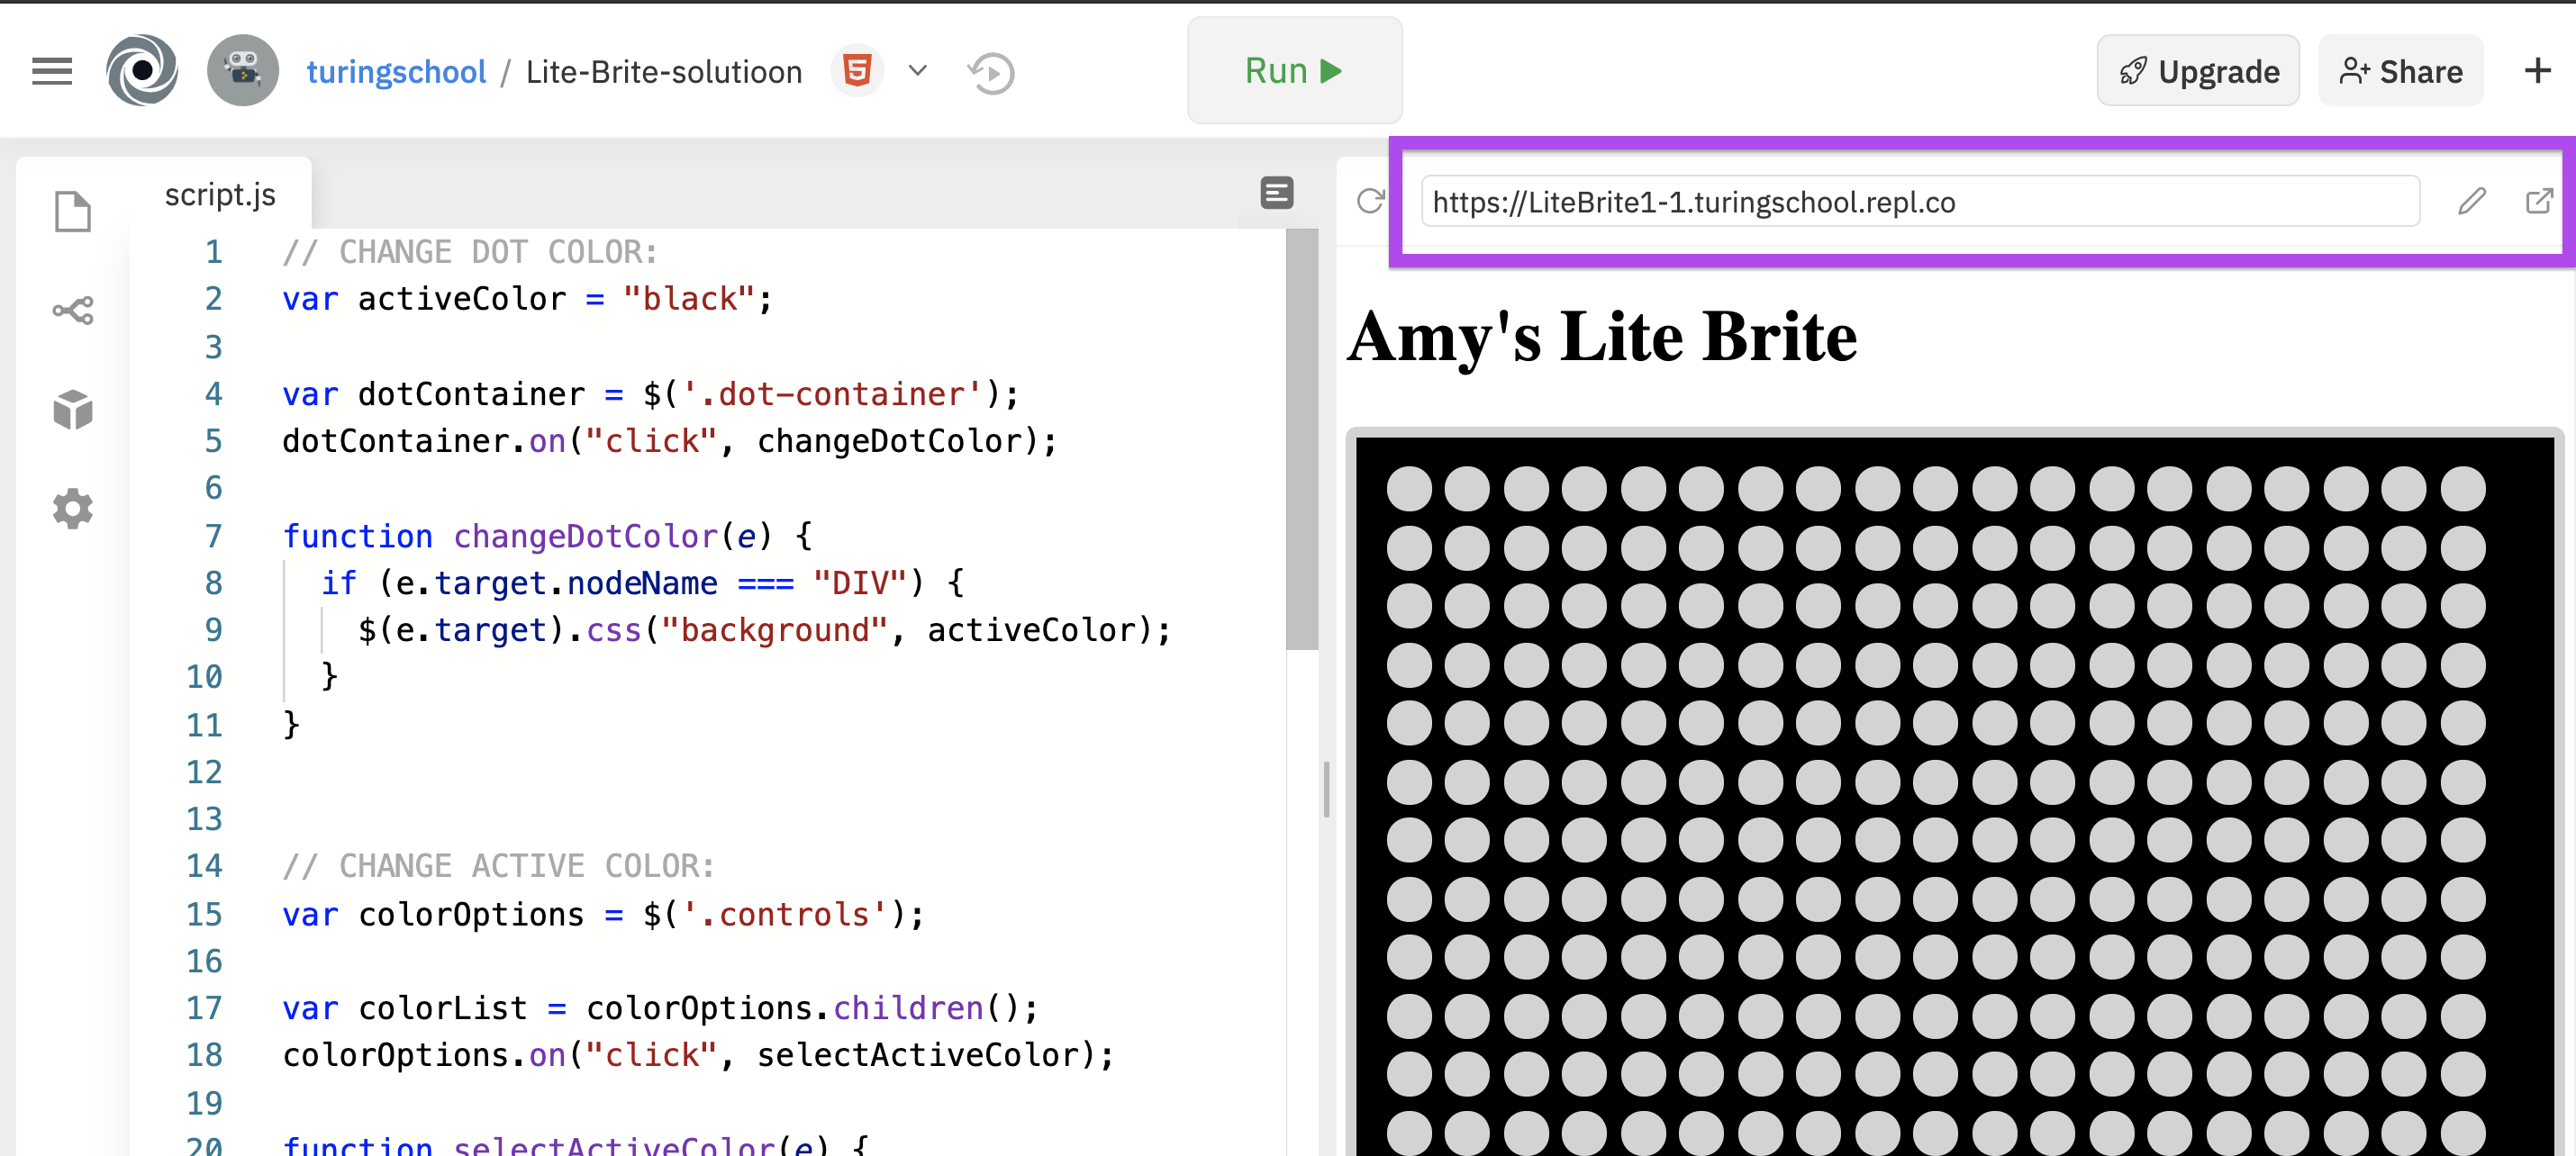 turingschool / Lite-Brite-solutioon
Run
Upgrade
Share
script.js
1 // CHANGE DOT COLOR:
2 var activeColor = "black";
3
4 var dotContainer = $('.dot-container');
5 dotContainer.on("click", changeDotColor);
6
7 function changeDotColor(e) {
8 if (e.target.nodeName === "DIV") {
9 $(e.target).css("background", activeColor);
10 }
11 }
12
13
14 // CHANGE ACTIVE COLOR:
15 var colorOptions = $('.controls');
16
17 var colorList = colorOptions.children();
18 colorOptions.on("click", selectActiveColor);
19
20 function selectActiveColor(e) {
https://LiteBrite1-1.turingschool.repl.co
Amy's Lite Brite